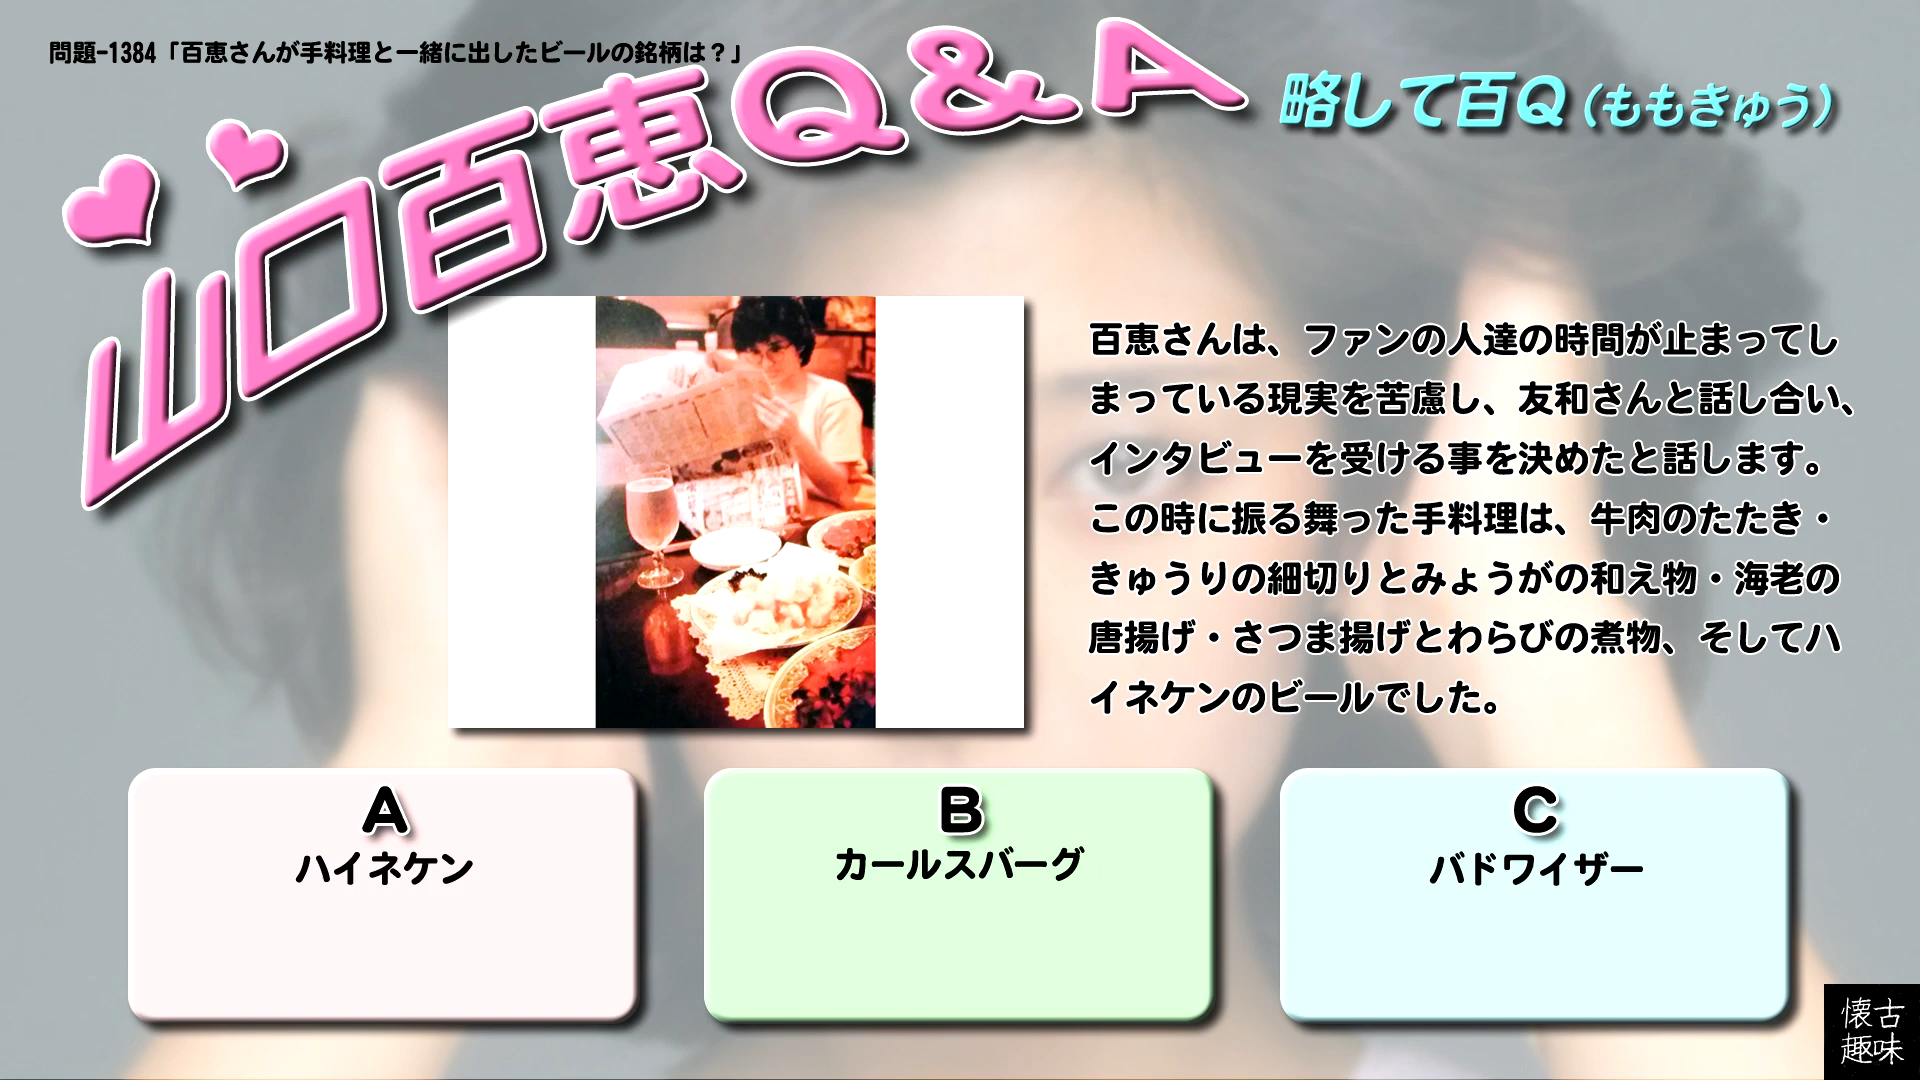 問題-1384「百恵さんが手料理と一緒に出したビールの銘柄は？」
山口百恵Q&A
略して百Q（ももきゅう）
百恵さんは、ファンの人達の時間が止まってし
まっている現実を苦慮し、友和さんと話し合い、
インタビューを受ける事を決めたと話します。
この時に振る舞った手料理は、牛肉のたたき・
きゅうりの細切りとみょうがの和え物・海老の
唐揚げ・さつま揚げとわらびの煮物、そしてハ
イネケンのビールでした。
A
ハイネケン
B
カールスバーグ
C
バドワイザー
懐古
趣味